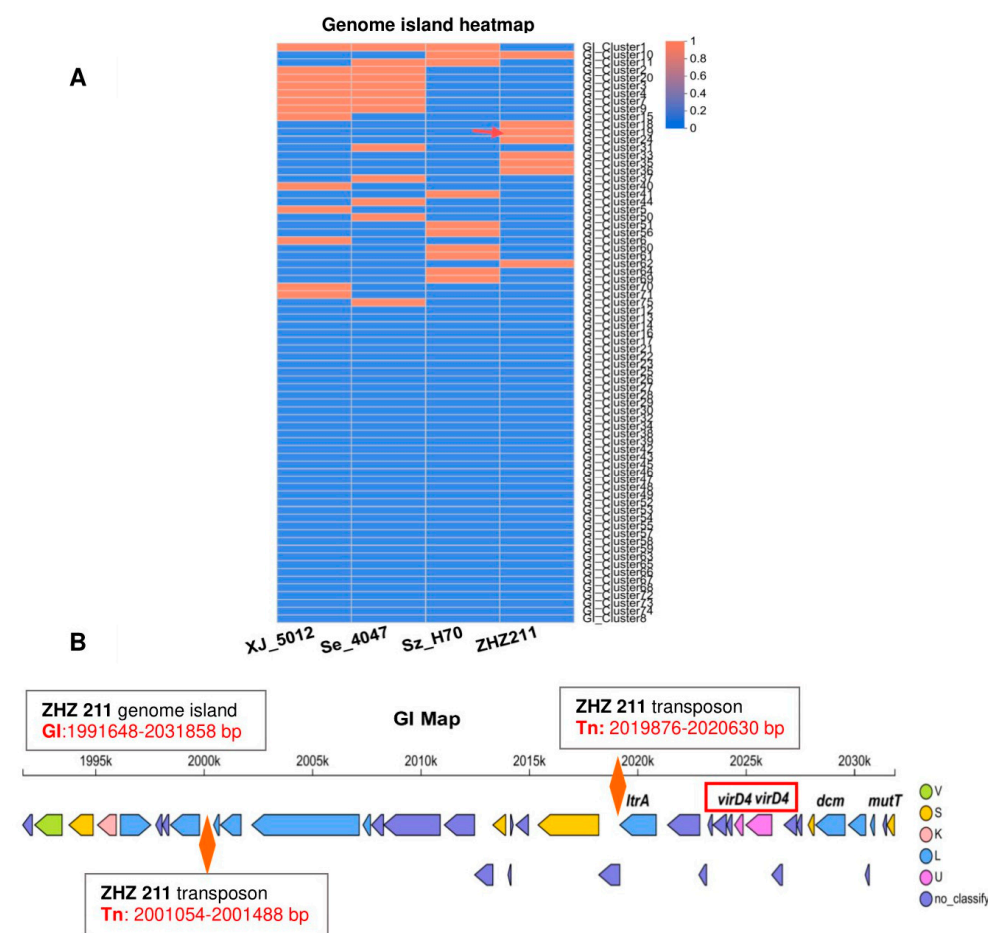 Genome island heatmap
A
GI_Cluster1
GI_Cluster10
GI_Cluster11
GI_Cluster2
GI_Cluster20
GI_Cluster3
GI_Cluster4
GI_Cluster7
GI_Cluster9
GI_Cluster15
GI_Cluster18
GI_Cluster19
GI_Cluster24
GI_Cluster31
GI_Cluster33
GI_Cluster35
GI_Cluster36
GI_Cluster37
GI_Cluster40
GI_Cluster41
GI_Cluster44
GI_Cluster5
GI_Cluster50
GI_Cluster51
GI_Cluster56
GI_Cluster6
GI_Cluster60
GI_Cluster61
GI_Cluster62
GI_Cluster64
GI_Cluster69
GI_Cluster70
GI_Cluster71
GI_Cluster75
GI_Cluster12
GI_Cluster13
GI_Cluster14
GI_Cluster16
GI_Cluster17
GI_Cluster21
GI_Cluster22
GI_Cluster23
GI_Cluster25
GI_Cluster26
GI_Cluster27
GI_Cluster28
GI_Cluster29
GI_Cluster30
GI_Cluster32
GI_Cluster34
GI_Cluster38
GI_Cluster39
GI_Cluster42
GI_Cluster43
GI_Cluster45
GI_Cluster46
GI_Cluster47
GI_Cluster48
GI_Cluster49
GI_Cluster52
GI_Cluster53
GI_Cluster54
GI_Cluster55
GI_Cluster57
GI_Cluster58
GI_Cluster59
GI_Cluster63
GI_Cluster65
GI_Cluster66
GI_Cluster67
GI_Cluster68
GI_Cluster72
GI_Cluster73
GI_Cluster74
GI_Cluster8
1
0.8
0.6
0.4
0.2
0
XJ_5012 Se_4047 Sz_H70 ZHZ211
B
ZHZ 211 genome island
GI:1991648-2031858 bp
GI Map
ZHZ 211 transposon
Tn: 2019876-2020630 bp
1995k 2000k 2005k 2010k 2015k 2020k 2025k 2030k
ltrA virD4 virD4 dcm mutT
V
S
K
L
U
no_classify
ZHZ 211 transposon
Tn: 2001054-2001488 bp